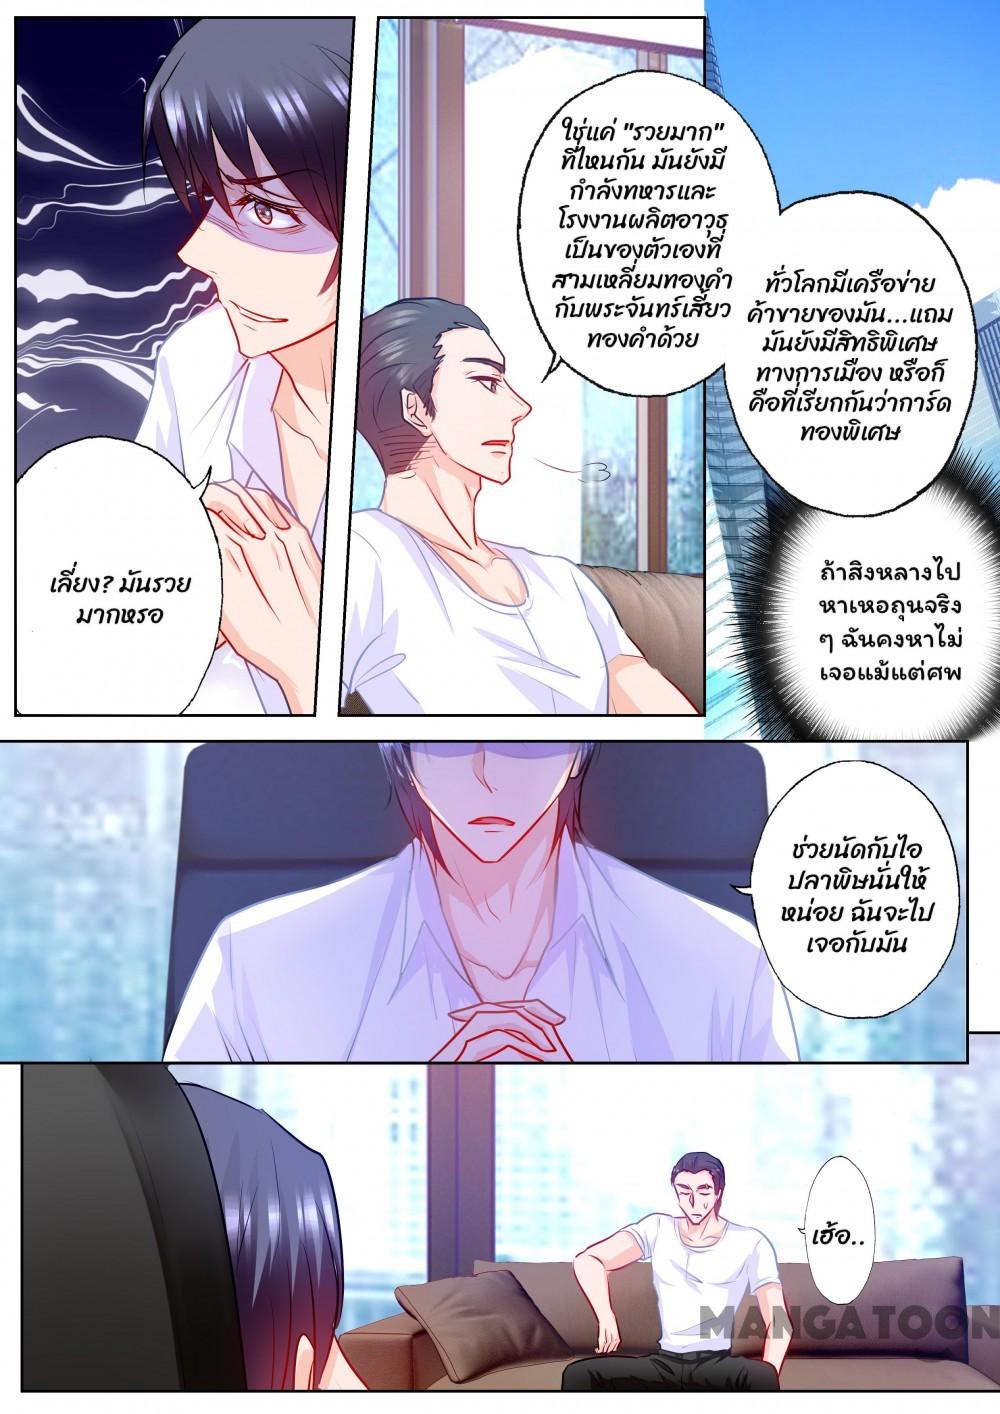 เลี่ยง? มันรวย
มากหรอ
ใช่แค่ "รวยมาก"
ที่ไหนกัน มันยังมี
กำลังทหารและ
โรงงานผลิตอาวุธ
เป็นของตัวเองที่
สามเหลี่ยมทองคำ
กับพระจันทร์เสี้ยว
ทองคำด้วย
ทั่วโลกมีเครือข่าย
ค้าขายของมัน...แถม
มันยังมีสิทธิพิเศษ
ทางการเมือง หรือก็
คือที่เรียกกันว่าการ์ด
ทองพิเศษ
ถ้าสิงหลางไป
หาเหอถุนจริง
ๆ ฉันคงหาไม่
เจอแม้แต่ศพ
ช่วยนัดกับไอ
ปลาพิษนั่นให้
หน่อย ฉันจะไป
เจอกับมัน
เฮ้อ..
MANGATOON